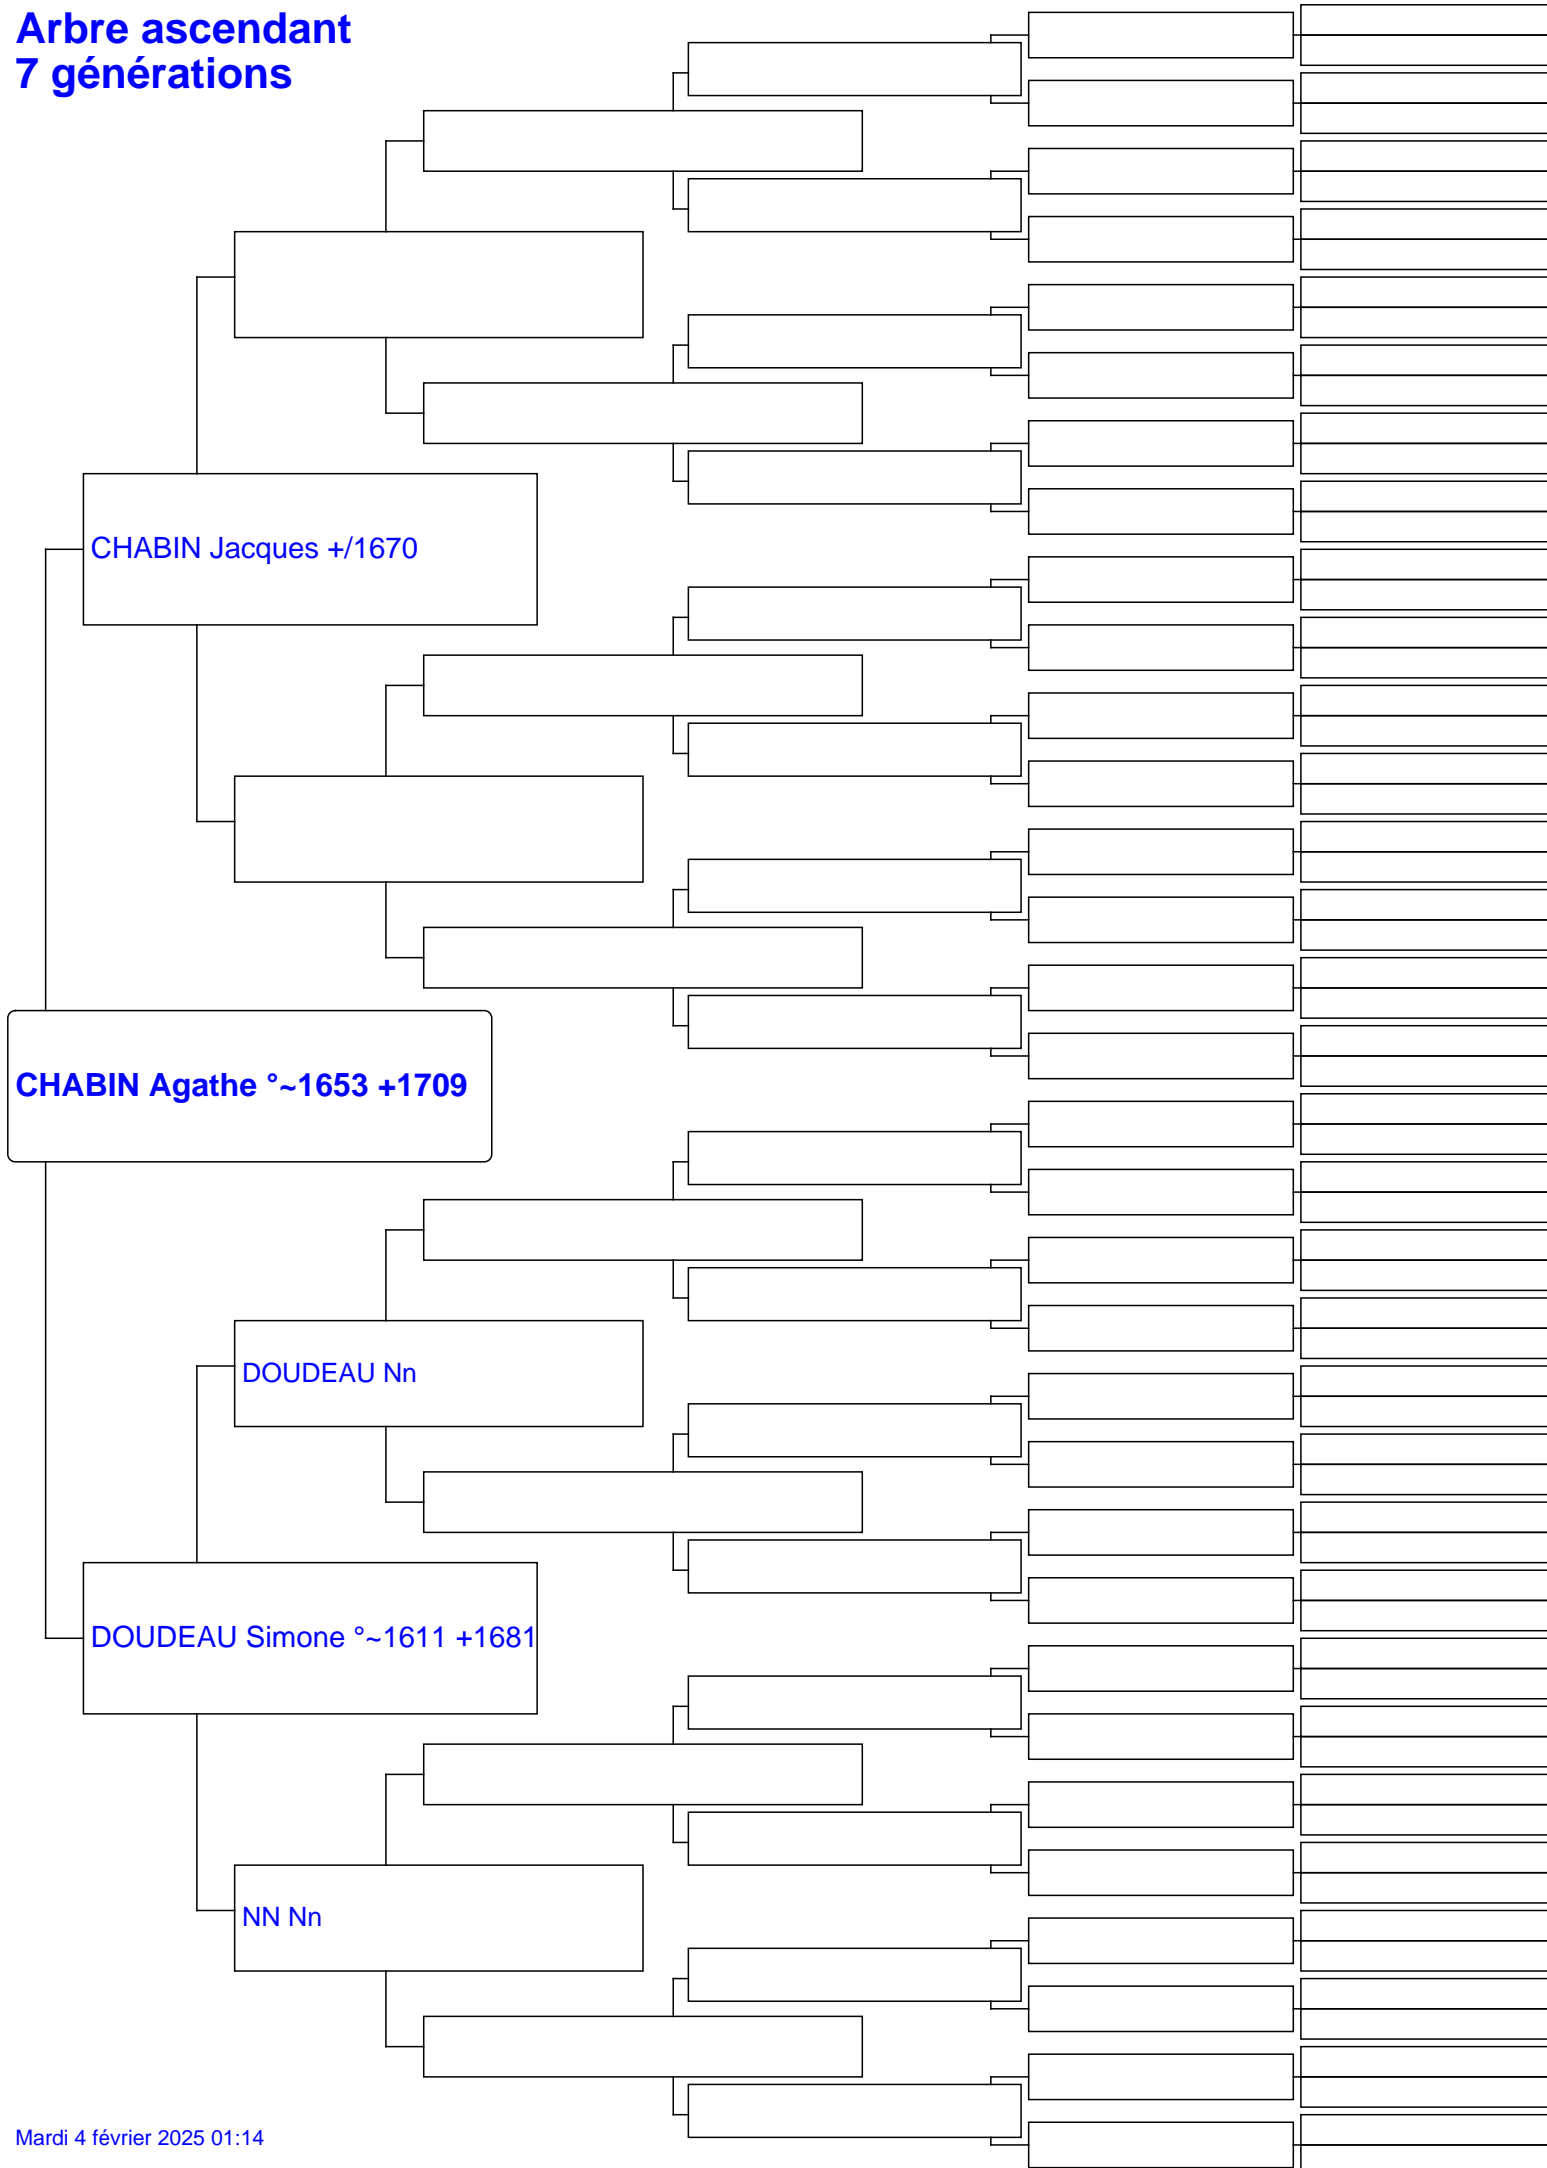 Arbre ascendant
7 générations
CHABIN Jacques +/1670
CHABIN Agathe °~1653 +1709
DOUDEAU Nn
DOUDEAU Simone °~1611 +1681
NN Nn
Mardi 4 février 2025 01:14